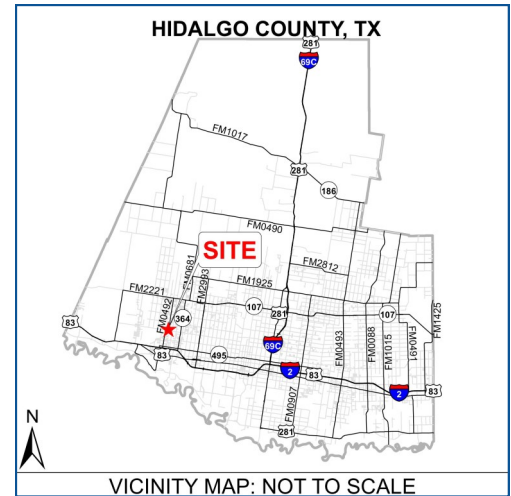 HIDALGO COUNTY, TX
281
69C
FM1017
281
186
FM0490
SITE
FM0681
FM2993
FM2812
FM2221
FM1925
FM0492
364
107
281
107
FM1425
83
69C
FM0493
FM0088
FM1015
FM0491
83
495
2
83
83
2
FM0907
281
N
VICINITY MAP: NOT TO SCALE